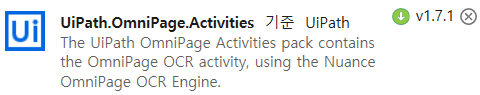 Ui
UiPath.OmniPage.Activities 기준 UiPath
v1.7.1
The UiPath OmniPage Activities pack contains
the OmniPage OCR activity, using the Nuance
OmniPage OCR Engine.